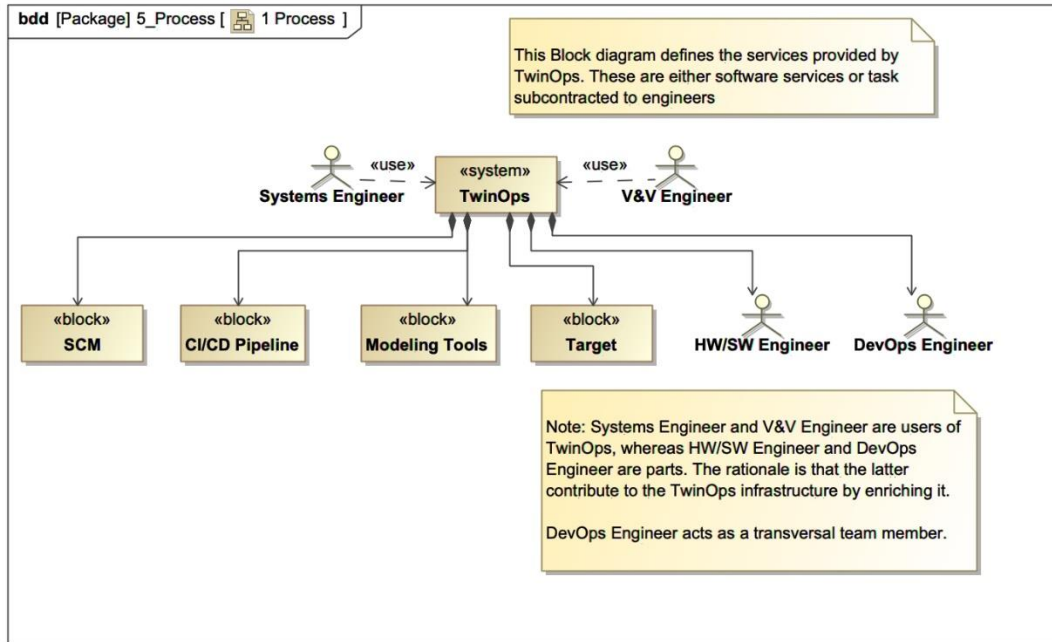 bdd [Package] 5_Process [ 1 Process ]
This Block diagram defines the services provided by
TwinOps. These are either software services or task
subcontracted to engineers
«use»
«use»
Systems Engineer
«system»
TwinOps
V&V Engineer
«block»
SCM
«block»
CI/CD Pipeline
«block»
Modeling Tools
«block»
Target
HW/SW Engineer
DevOps Engineer
Note: Systems Engineer and V&V Engineer are users of
TwinOps, whereas HW/SW Engineer and DevOps
Engineer are parts. The rationale is that the latter
contribute to the TwinOps infrastructure by enriching it.
DevOps Engineer acts as a transversal team member.